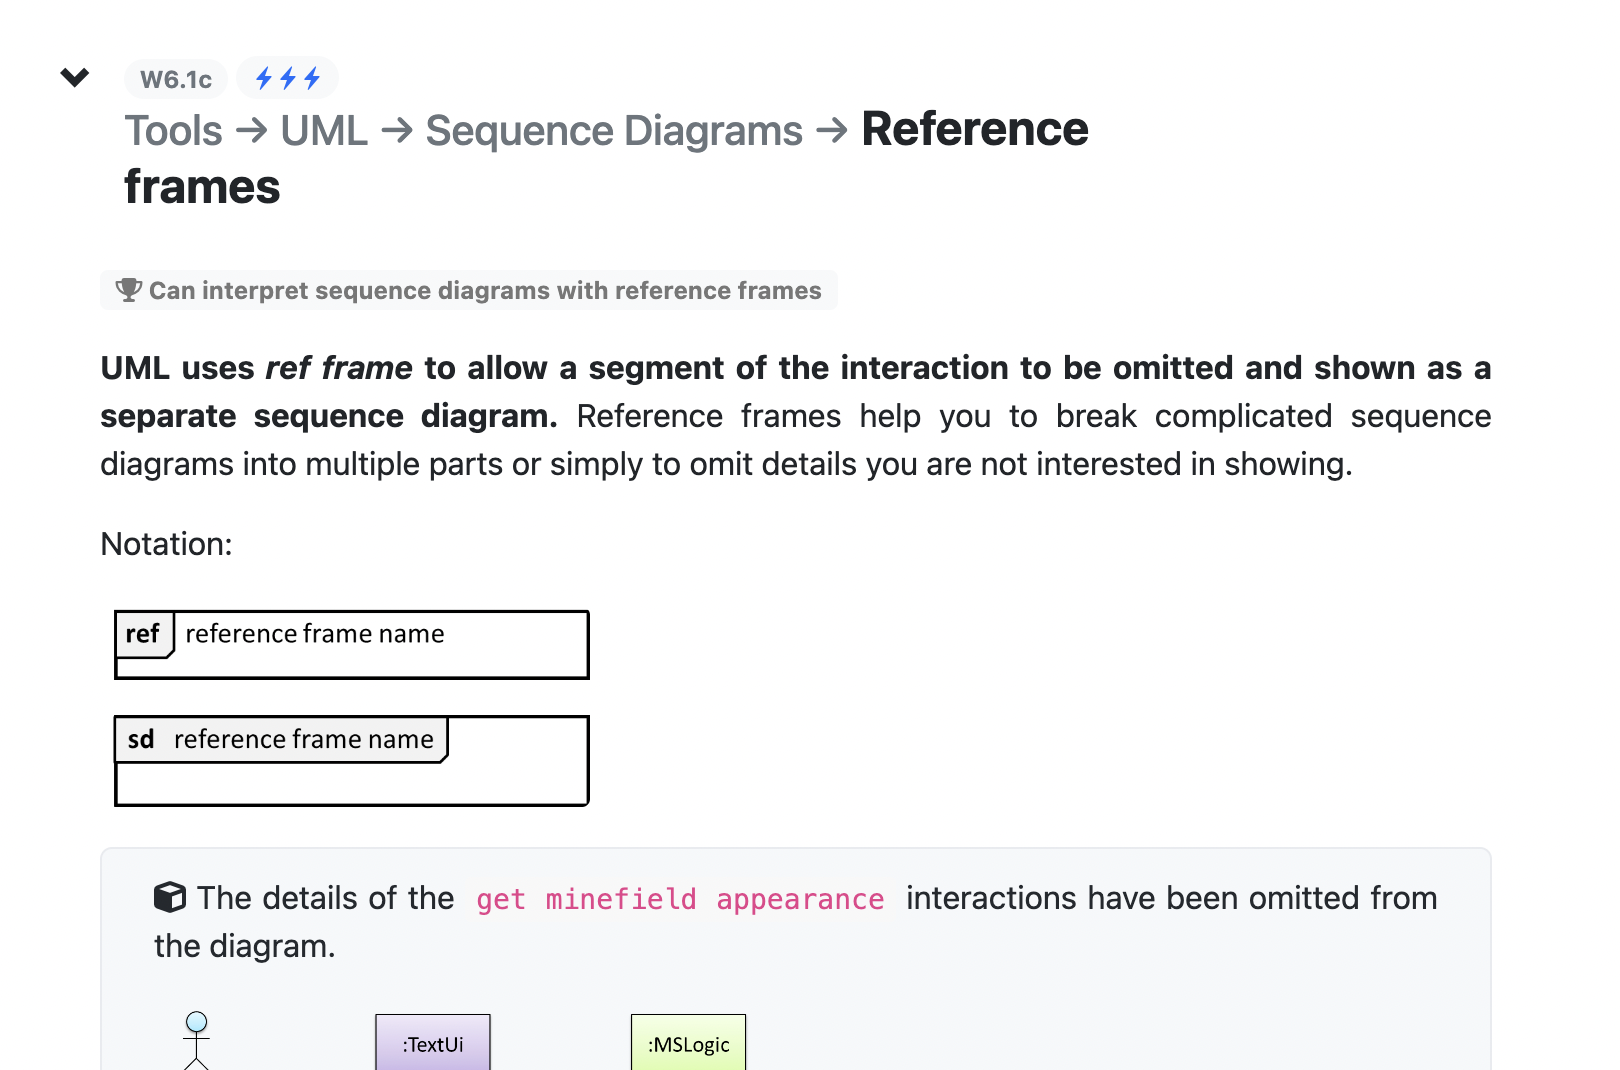 W6.1c
Tools → UML → Sequence Diagrams → Reference
frames
Can interpret sequence diagrams with reference frames
UML uses ref frame to allow a segment of the interaction to be omitted and shown as a
separate sequence diagram. Reference frames help you to break complicated sequence
diagrams into multiple parts or simply to omit details you are not interested in showing.
Notation:
ref reference frame name
sd reference frame name
The details of the get minefield appearance interactions have been omitted from
the diagram.
:TextUi :MSLogic